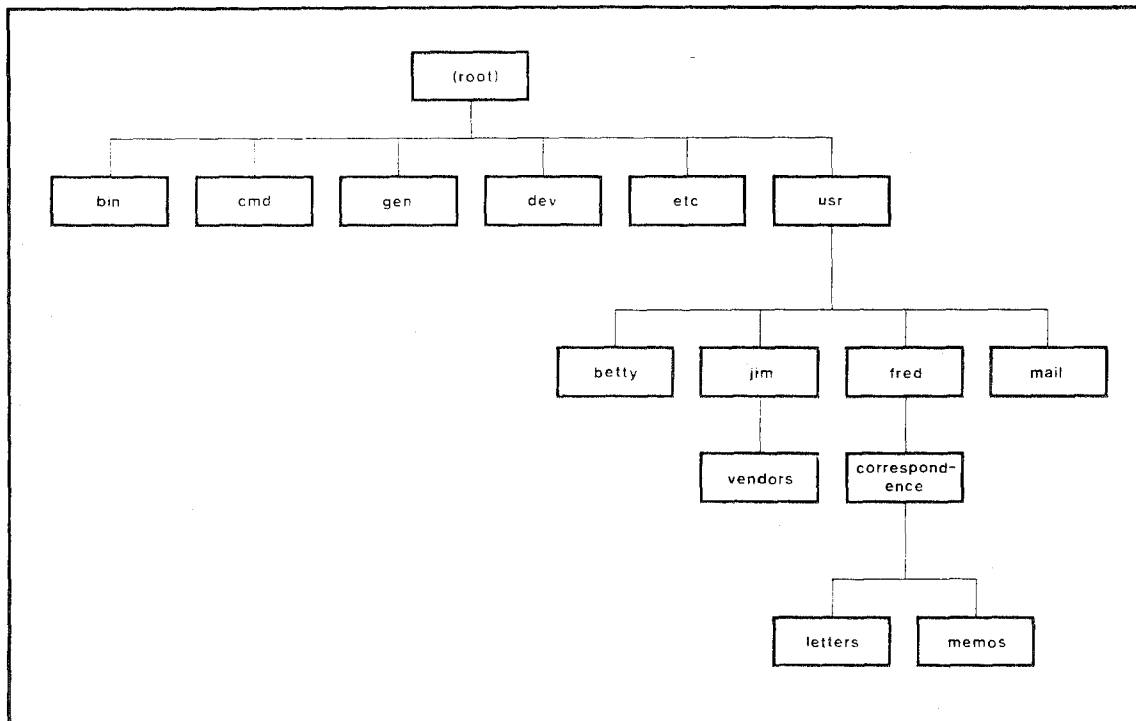 (root)
bin cmd gen dev etc usr
betty jim fred mail
vendors correspond-
ence
letters memos